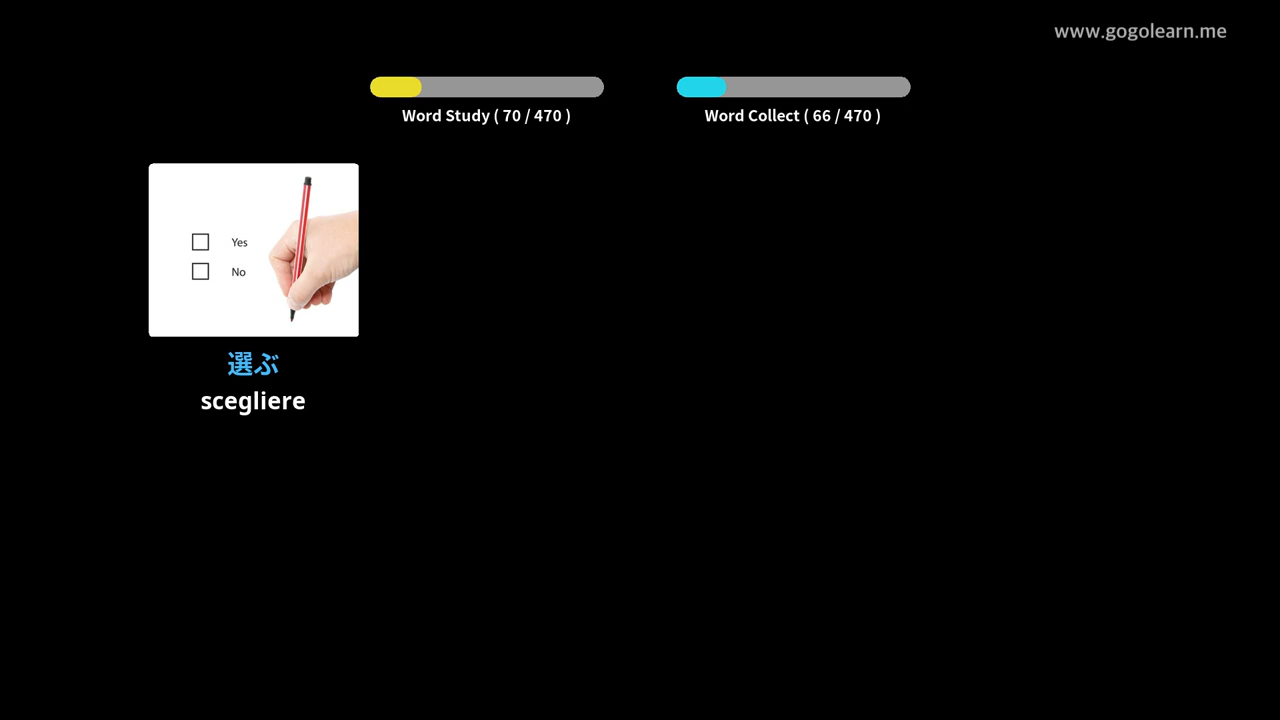 www.gogolearn.me
Word Study ( 70 / 470 )
Word Collect ( 66 / 470 )
Yes
No
選ぶ
scegliere